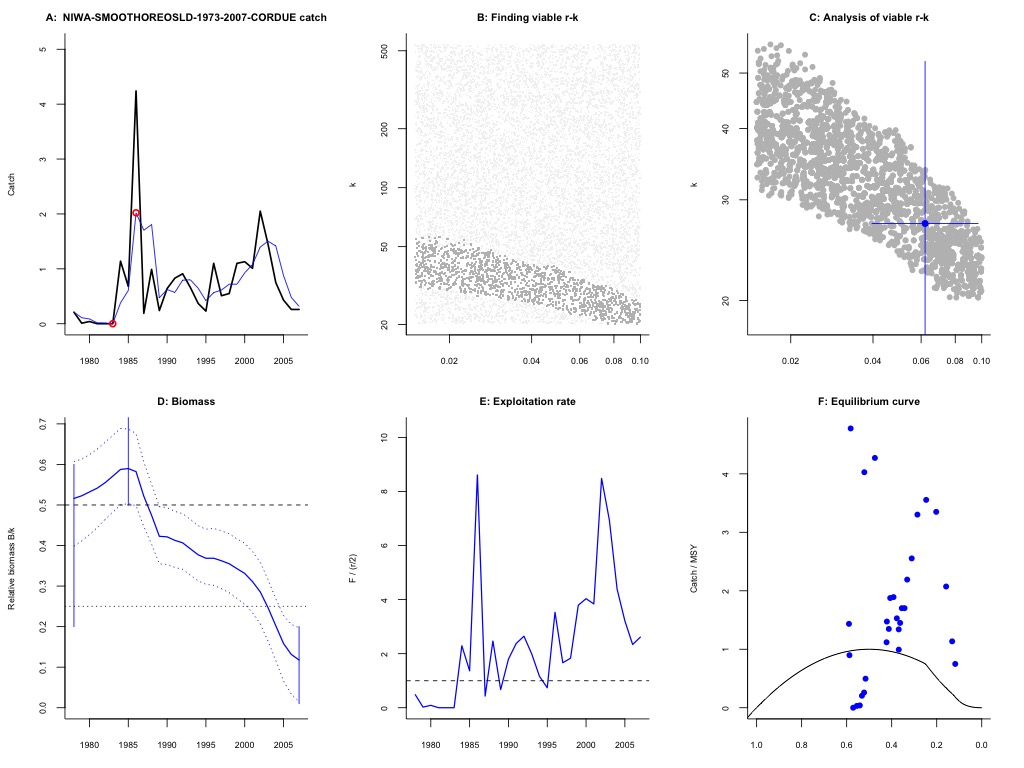 A: NIWA-SMOOTHOREOSLD-1973-2007-CORDUE catch
Catch
5
4
3
2
1
0
1980 1985 1990 1995 2000 2005
B: Finding viable r-k
k
500
200
100
50
20
0.02 0.04 0.06 0.08 0.10
C: Analysis of viable r-k
k
50
40
30
20
0.02 0.04 0.06 0.08 0.10
D: Biomass
Relative biomass B/k
0.7
0.6
0.5
0.4
0.3
0.2
0.1
0.0
1980 1985 1990 1995 2000 2005
E: Exploitation rate
F / (r/2)
10
8
6
4
2
0
1980 1985 1990 1995 2000 2005
F: Equilibrium curve
Catch / MSY
4
3
2
1
0
1.0 0.8 0.6 0.4 0.2 0.0